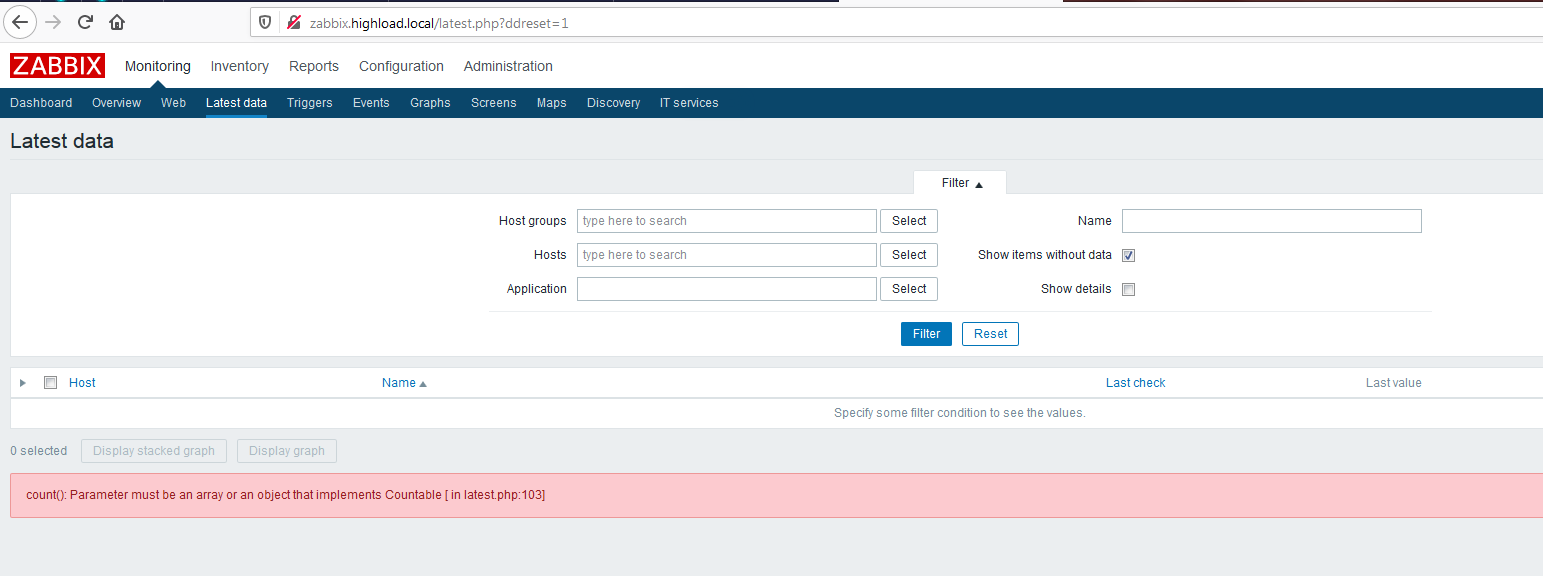 zabbix.highload.local/latest.php?ddreset=1
ZABBIX Monitoring Inventory Reports Configuration Administration
Dashboard Overview Web Latest data Triggers Events Graphs Screens Maps Discovery IT services
Latest data
Filter
Host groups type here to search Select Name
Hosts type here to search Select Show items without data
Application Select Show details
Filter Reset
Host Name Last check Last value
Specify some filter condition to see the values.
0 selected Display stacked graph Display graph
count(): Parameter must be an array or an object that implements Countable [ in latest.php:103]